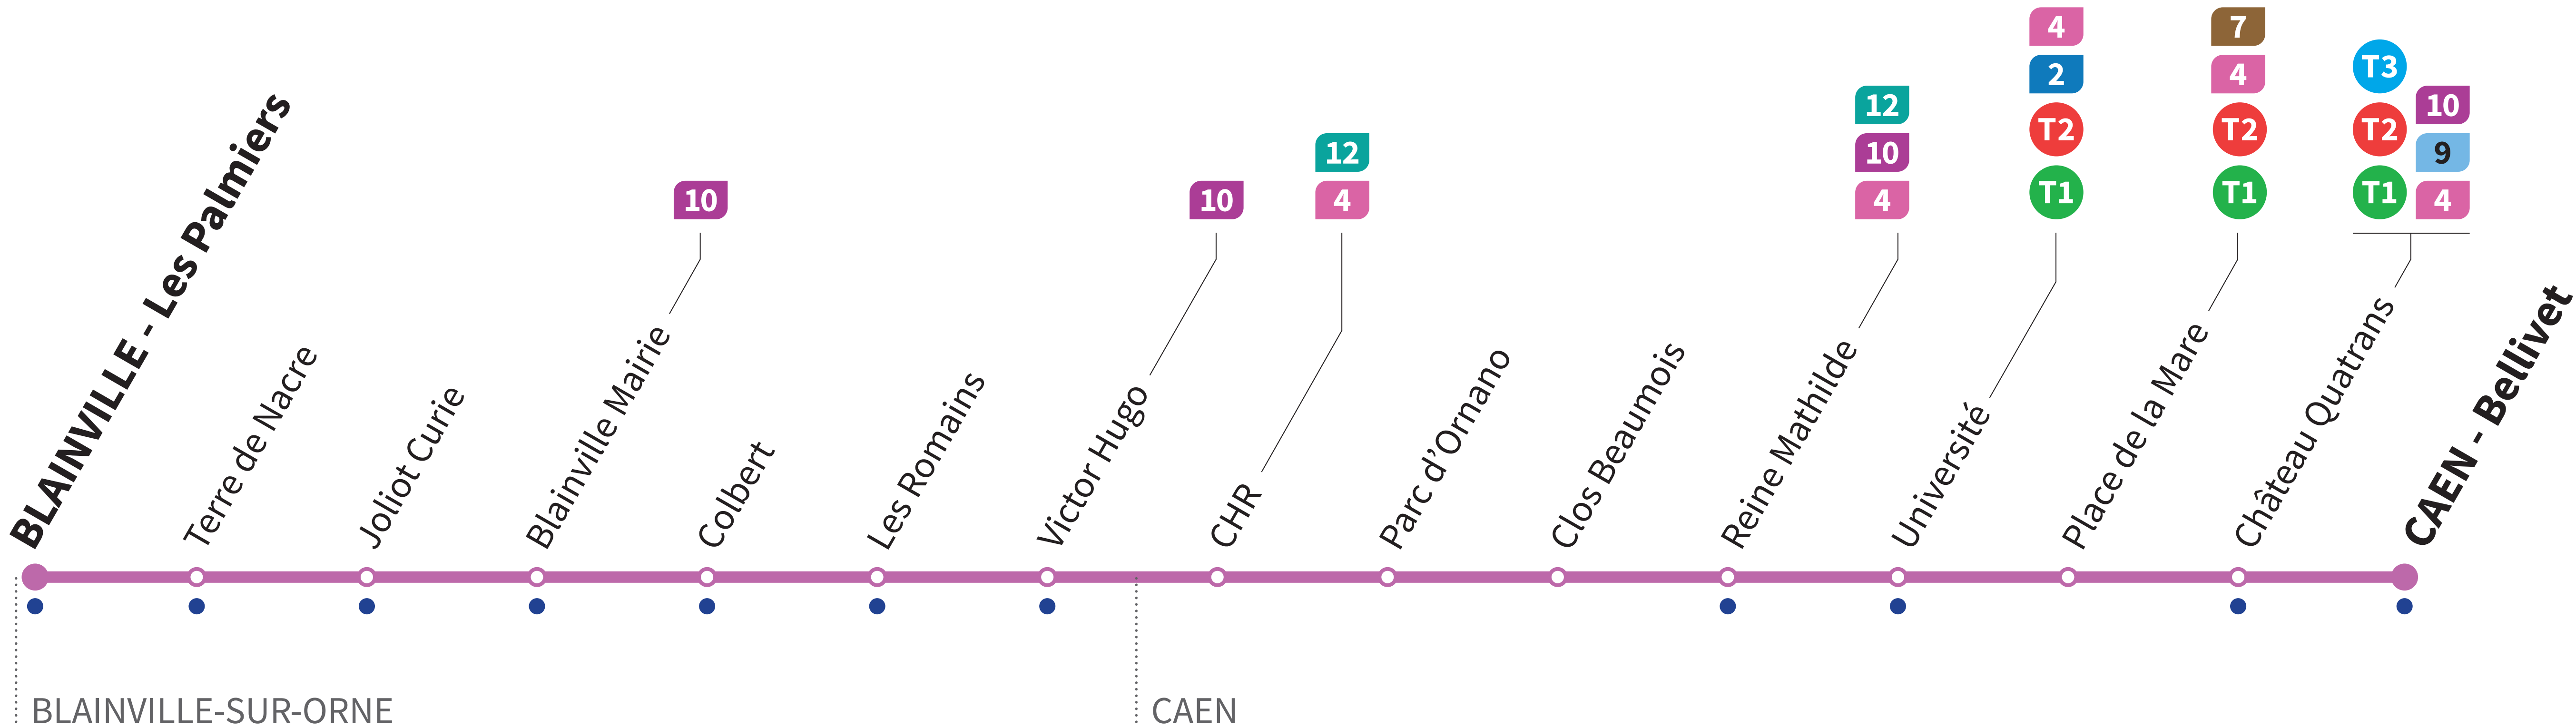 BLAINVILLE - Les Palmiers
Terre de Nacre
Joliot Curie
Blainville Mairie
10
Colbert
Les Romains
Victor Hugo
10
CHR
12
4
Parc d'Ornano
Clos Beaumois
Reine Mathilde
12
10
4
Université
4
2
T2
T1
Place de la Mare
7
4
T2
T1
Château Quatrans
T3
T2
T1
10
9
4
CAEN - Bellivet
BLAINVILLE-SUR-ORNE
CAEN